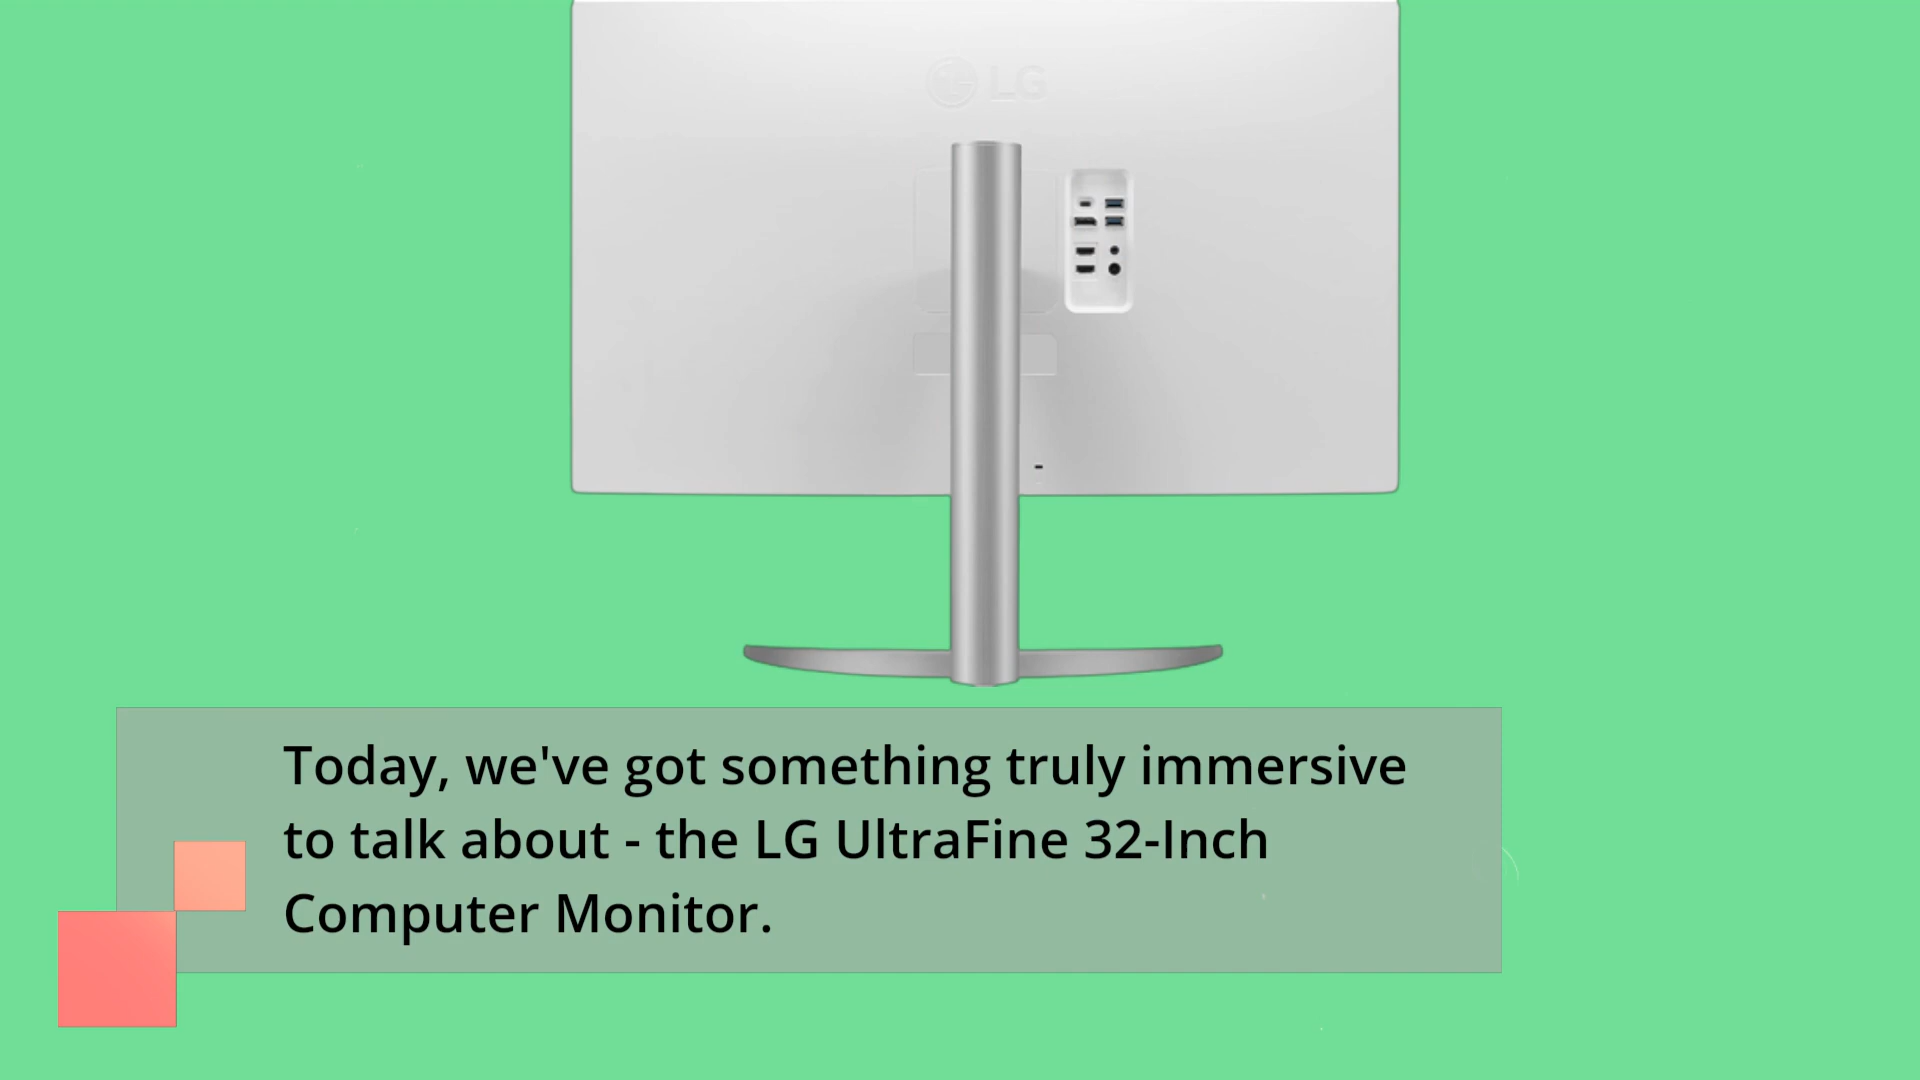 LG
Today, we've got something truly immersive
to talk about - the LG UltraFine 32-Inch
Computer Monitor.